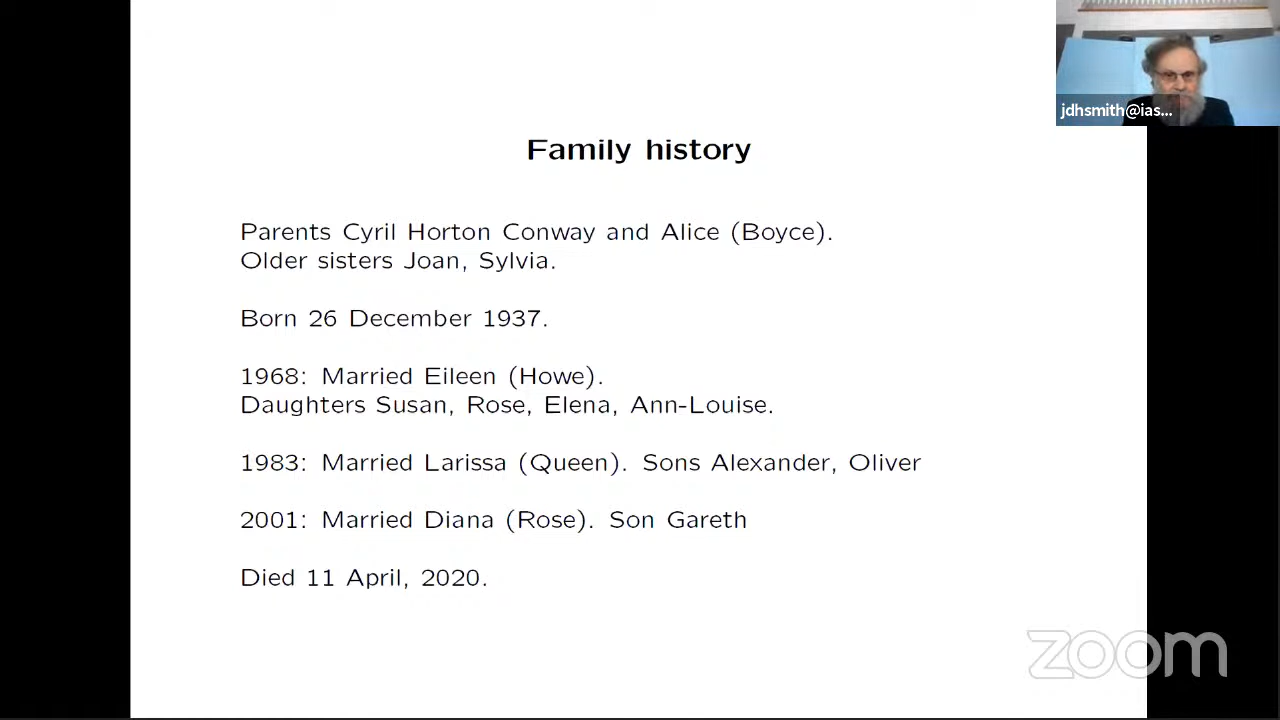 jdhsmith@ias...
Family history
Parents Cyril Horton Conway and Alice (Boyce).
Older sisters Joan, Sylvia.
Born 26 December 1937.
1968: Married Eileen (Howe).
Daughters Susan, Rose, Elena, Ann-Louise.
1983: Married Larissa (Queen). Sons Alexander, Oliver
2001: Married Diana (Rose). Son Gareth
Died 11 April, 2020.
zoom